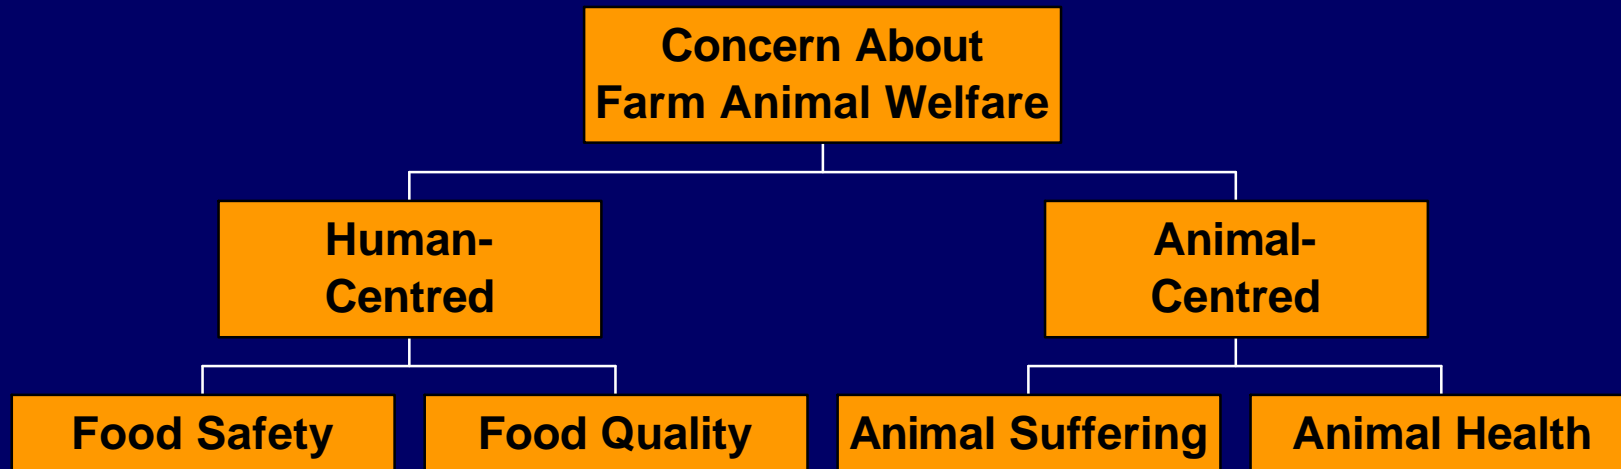 Concern About
Farm Animal Welfare
Human-
Centred
Animal-
Centred
Food Safety
Food Quality
Animal Suffering
Animal Health